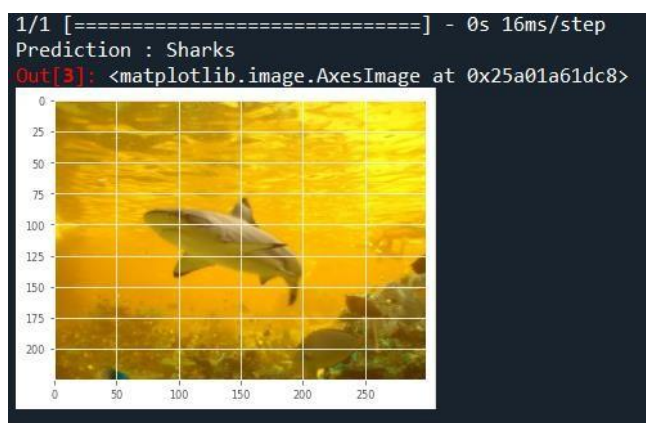 1/1 [==============================] - 0s 16ms/step
Prediction : Sharks
Out[3]: <matplotlib.image.AxesImage at 0x25a01a61dc8>
0
25
50
75
100
125
150
175
200
0 50 100 150 200 250